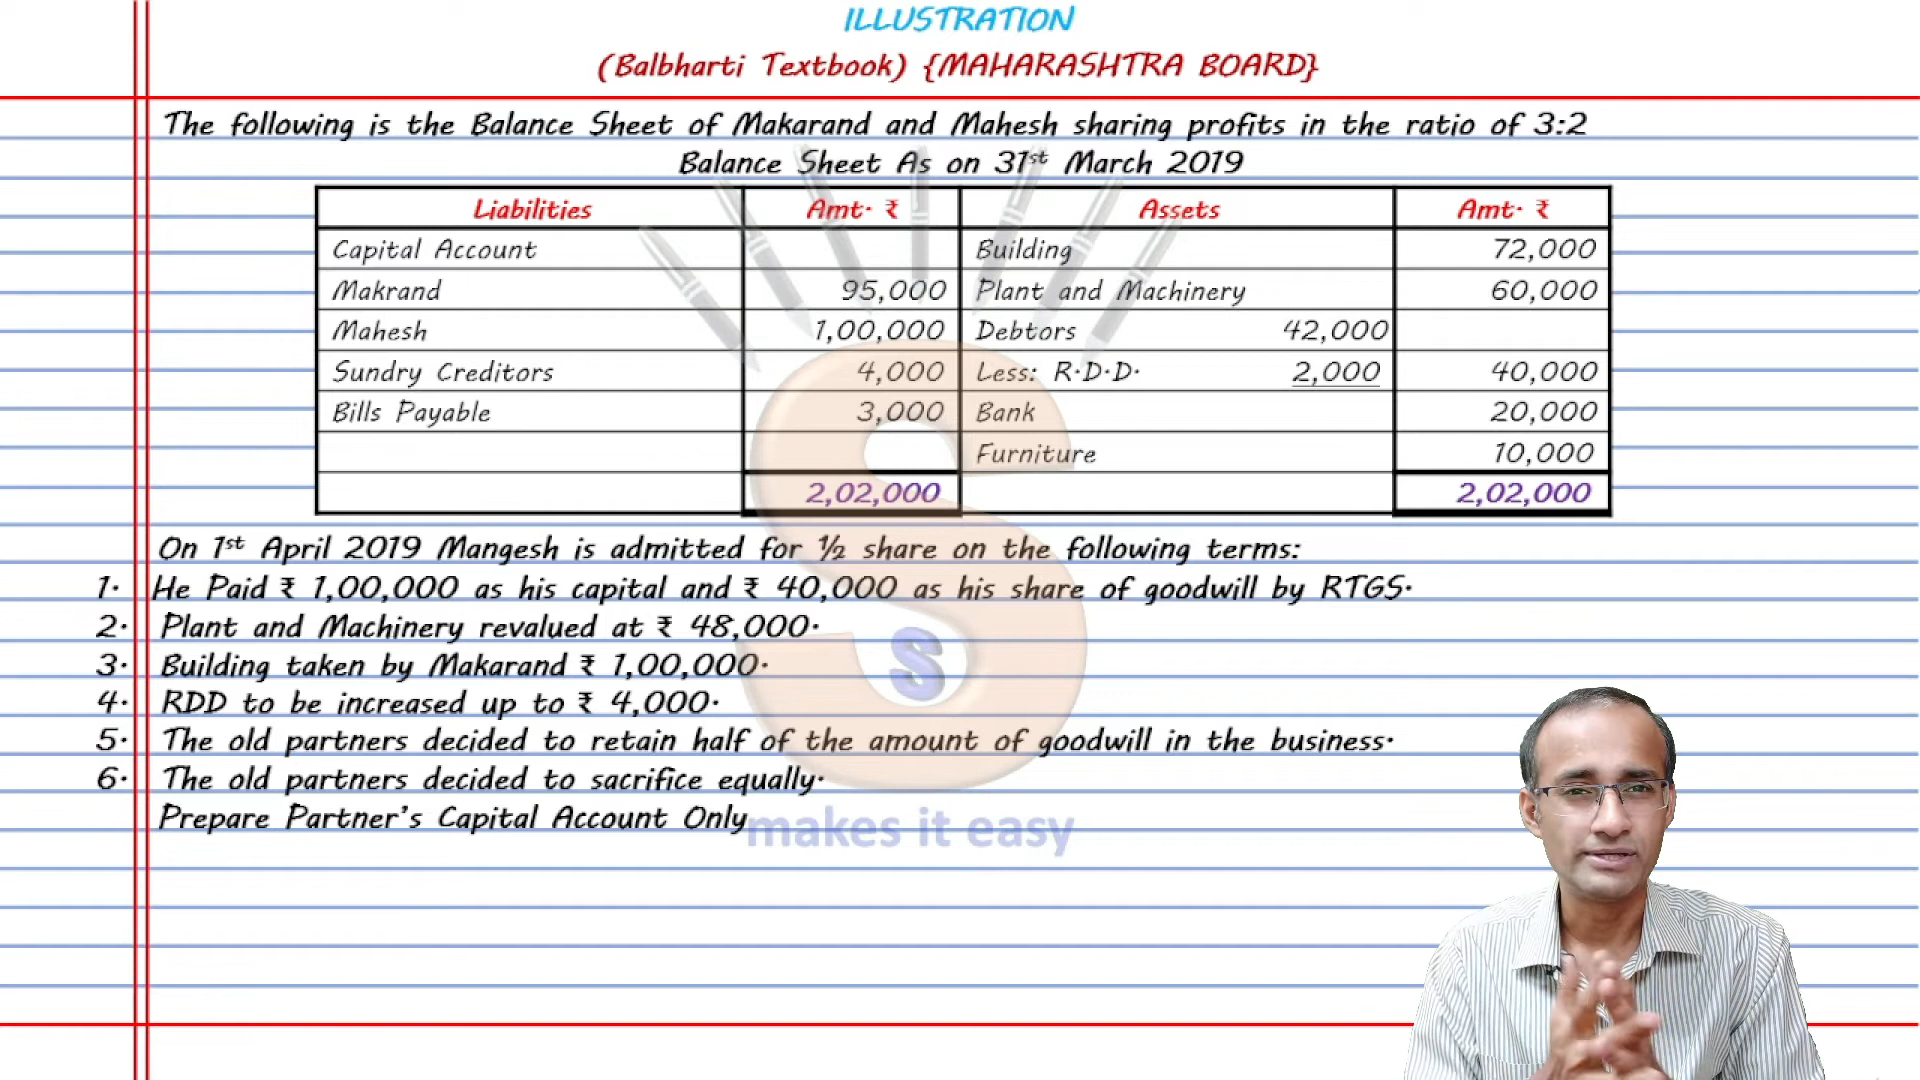 ILLUSTRATION
(Balbharti Textbook) {MAHARASHTRA BOARD}
The following is the Balance Sheet of Makarand and Mahesh sharing profits in the ratio of 3:2
Balance Sheet As on 31st March 2019
Liabilities Amt. ₹ Assets Amt. ₹
Capital Account Building 72,000
Makrand 95,000 Plant and Machinery 60,000
Mahesh 1,00,000 Debtors 42,000
Sundry Creditors 4,000 Less: R.D.D. 2,000 40,000
Bills Payable 3,000 Bank 20,000
Furniture 10,000
2,02,000 2,02,000
On 1st April 2019 Mangesh is admitted for ½ share on the following terms:
1. He Paid ₹ 1,00,000 as his capital and ₹ 40,000 as his share of goodwill by RTGS.
2. Plant and Machinery revalued at ₹ 48,000.
3. Building taken by Makarand ₹ 1,00,000.
4. RDD to be increased up to ₹ 4,000.
5. The old partners decided to retain half of the amount of goodwill in the business.
6. The old partners decided to sacrifice equally.
Prepare Partner's Capital Account Only
S
makes it easy